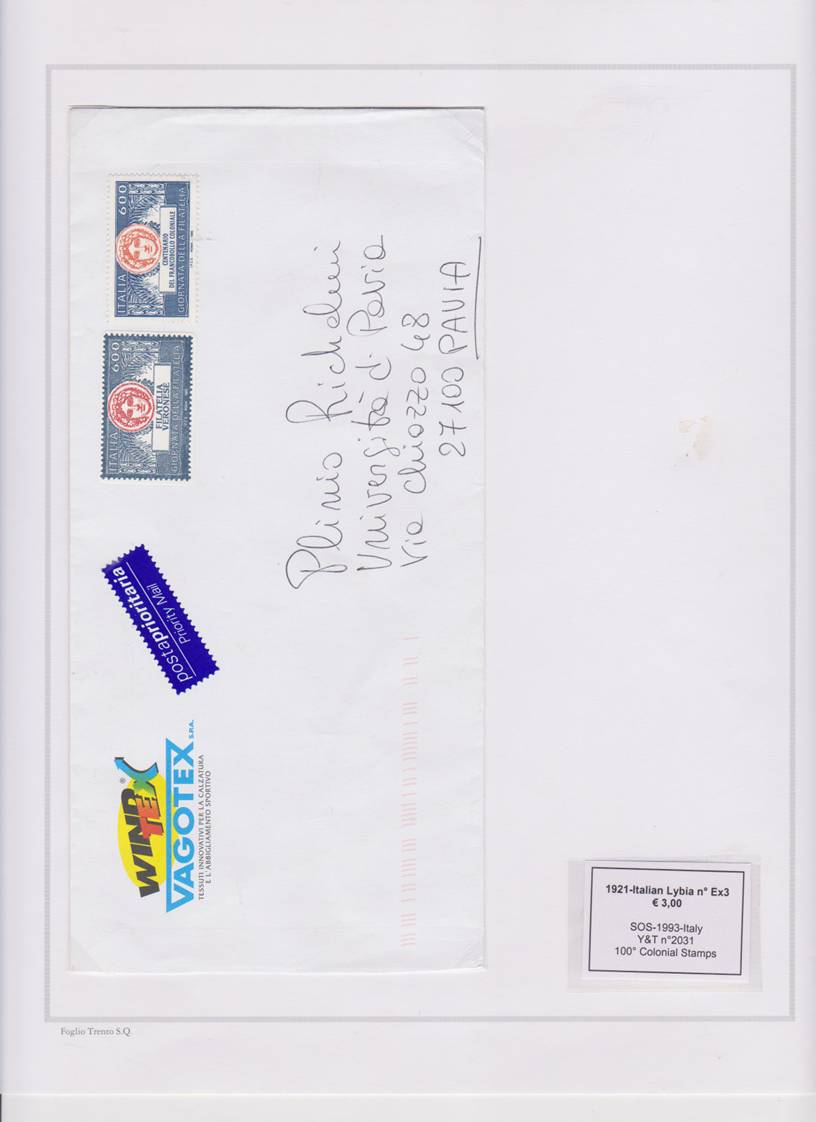 WINDTEX®
VAGOTEX S.P.A.
TESSUTI INNOVATIVI PER LA CALZATURA
E L'ABBIGLIAMENTO SPORTIVO
postaprioritaria
Priority Mail
ITALIA 600
FILATELIA
VERONESE
GIORNATA DELLA FILATELIA
ITALIA 600
CENTENARIO
DEL FRANCOBOLLO COLONIALE
GIORNATA DELLA FILATELIA
Plinio Richelmi
Università di Pavia
Via Chiozzo 48
27100 PAVIA
1921-Italian Lybia n° Ex3
€ 3,00
SOS-1993-Italy
Y&T n°2031
100° Colonial Stamps
Foglio Trento S.Q.